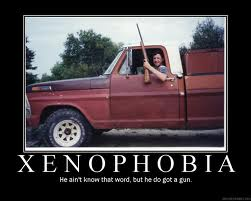 XENOPHOBIA
He ain't know that word, but he do got a gun.